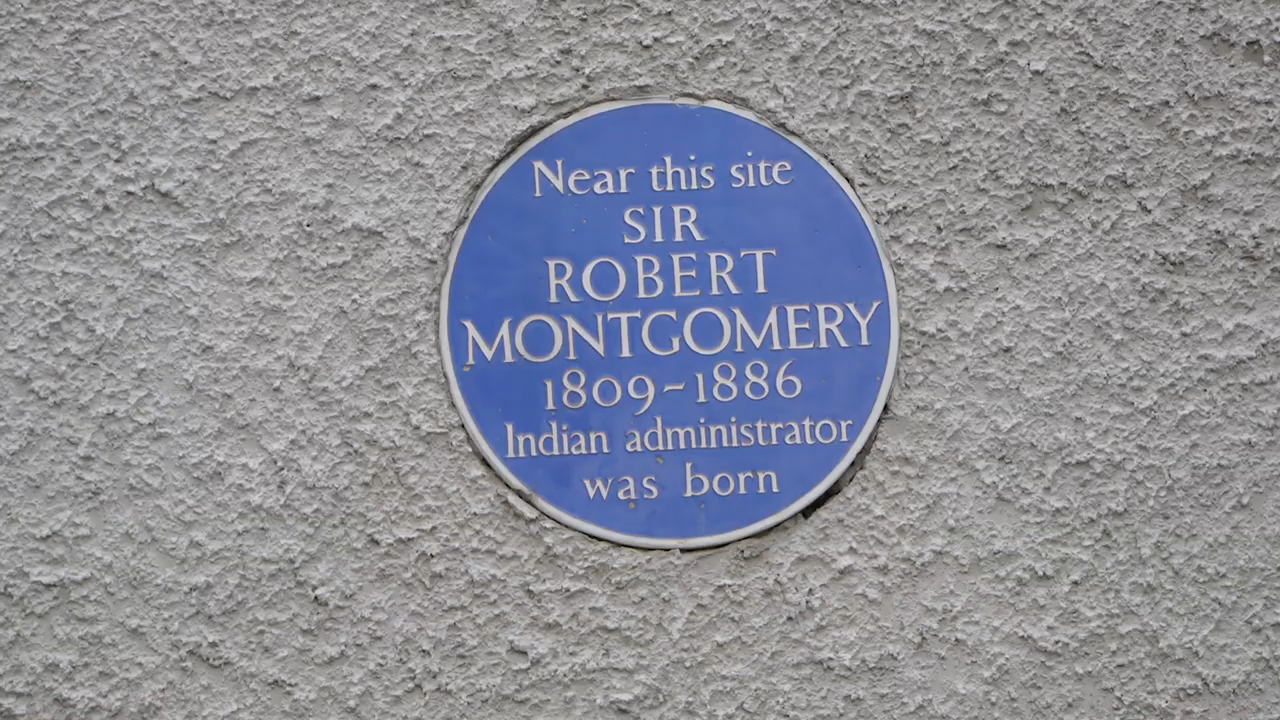 Near this site
SIR
ROBERT
MONTGOMERY
1809-1886
Indian administrator
was born